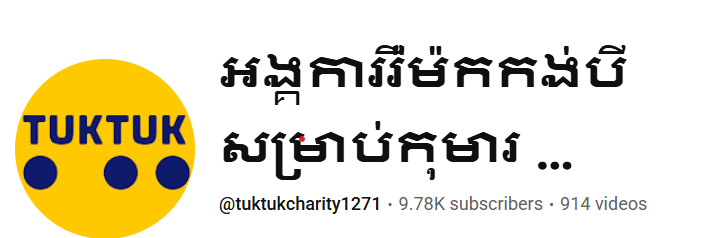 TUKTUK
អង្គការរ៉ឺម៉កកង់បី
សម្រាប់កុមារ ...
@tuktukcharity1271 · 9.78K subscribers · 914 videos